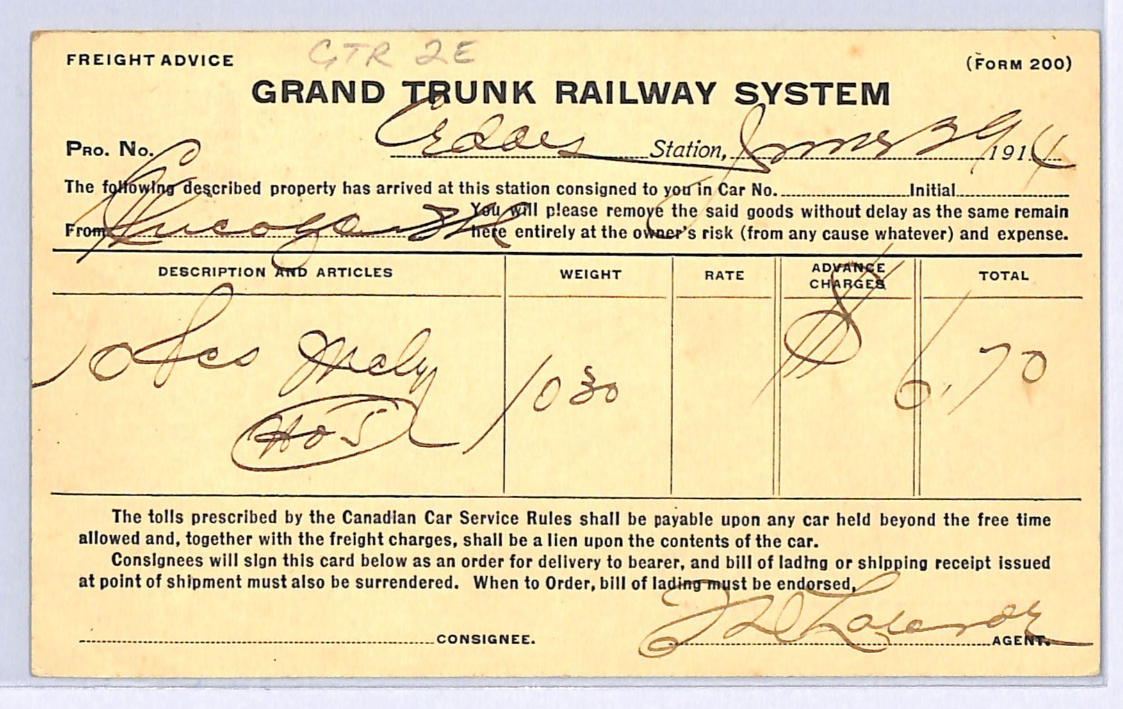 FREIGHT ADVICE GTR 2E (FORM 200)
GRAND TRUNK RAILWAY SYSTEM
PRO. NO. Station, 191
The following described property has arrived at this station consigned to you in Car No. Initial
You will please remove the said goods without delay as the same remain
From here entirely at the owner's risk (from any cause whatever) and expense.
DESCRIPTION AND ARTICLES WEIGHT RATE ADVANCE CHARGES TOTAL
10 pcs 1030 6.70
The tolls prescribed by the Canadian Car Service Rules shall be payable upon any car held beyond the free time
allowed and, together with the freight charges, shall be a lien upon the contents of the car.
Consignees will sign this card below as an order for delivery to bearer, and bill of lading or shipping receipt issued
at point of shipment must also be surrendered. When to Order, bill of lading must be endorsed,
CONSIGNEE. AGENT.